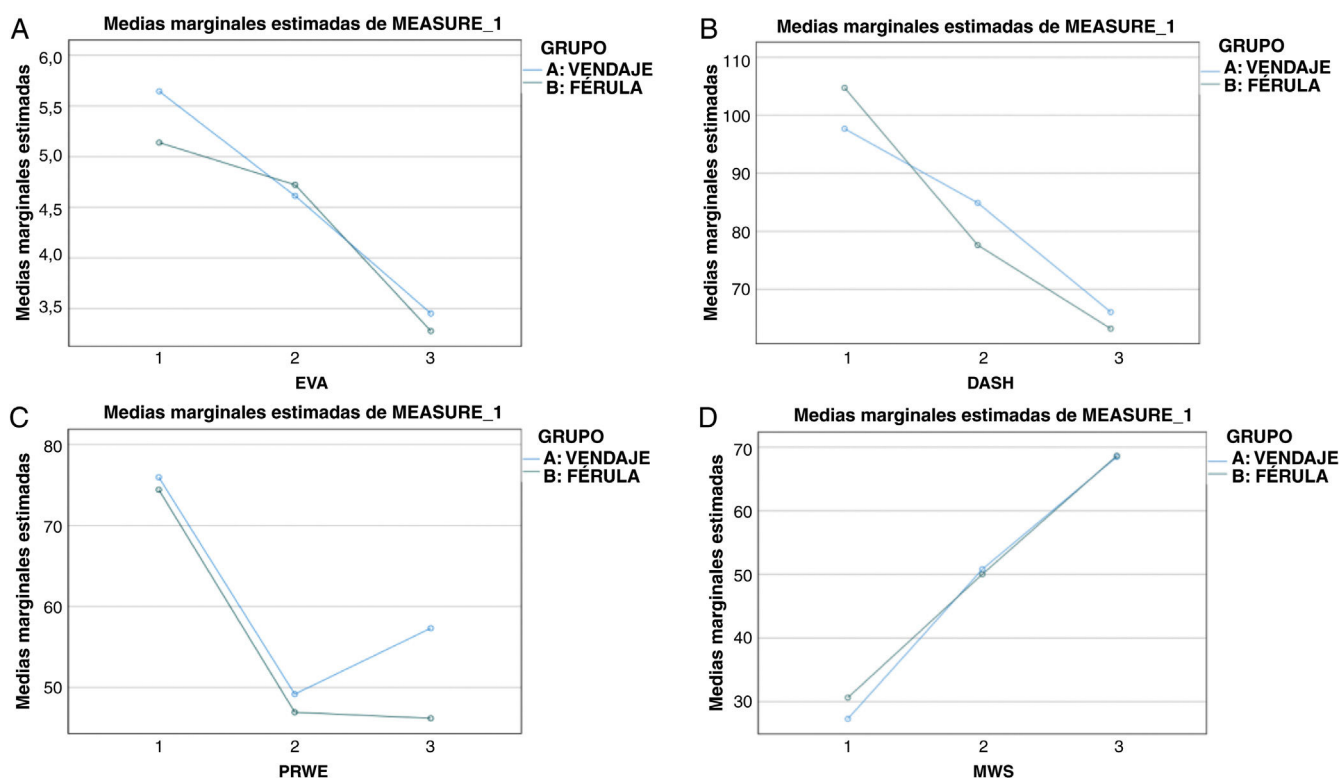 A
Medias marginales estimadas de MEASURE_1
GRUPO
A: VENDAJE
B: FÉRULA
Medias marginales estimadas
6,0
5,5
5,0
4,5
4,0
3,5
1 2 3
EVA
B
Medias marginales estimadas de MEASURE_1
GRUPO
A: VENDAJE
B: FÉRULA
Medias marginales estimadas
110
100
90
80
70
1 2 3
DASH
C
Medias marginales estimadas de MEASURE_1
GRUPO
A: VENDAJE
B: FÉRULA
Medias marginales estimadas
80
70
60
50
1 2 3
PRWE
D
Medias marginales estimadas de MEASURE_1
GRUPO
A: VENDAJE
B: FÉRULA
Medias marginales estimadas
70
60
50
40
30
1 2 3
MWS